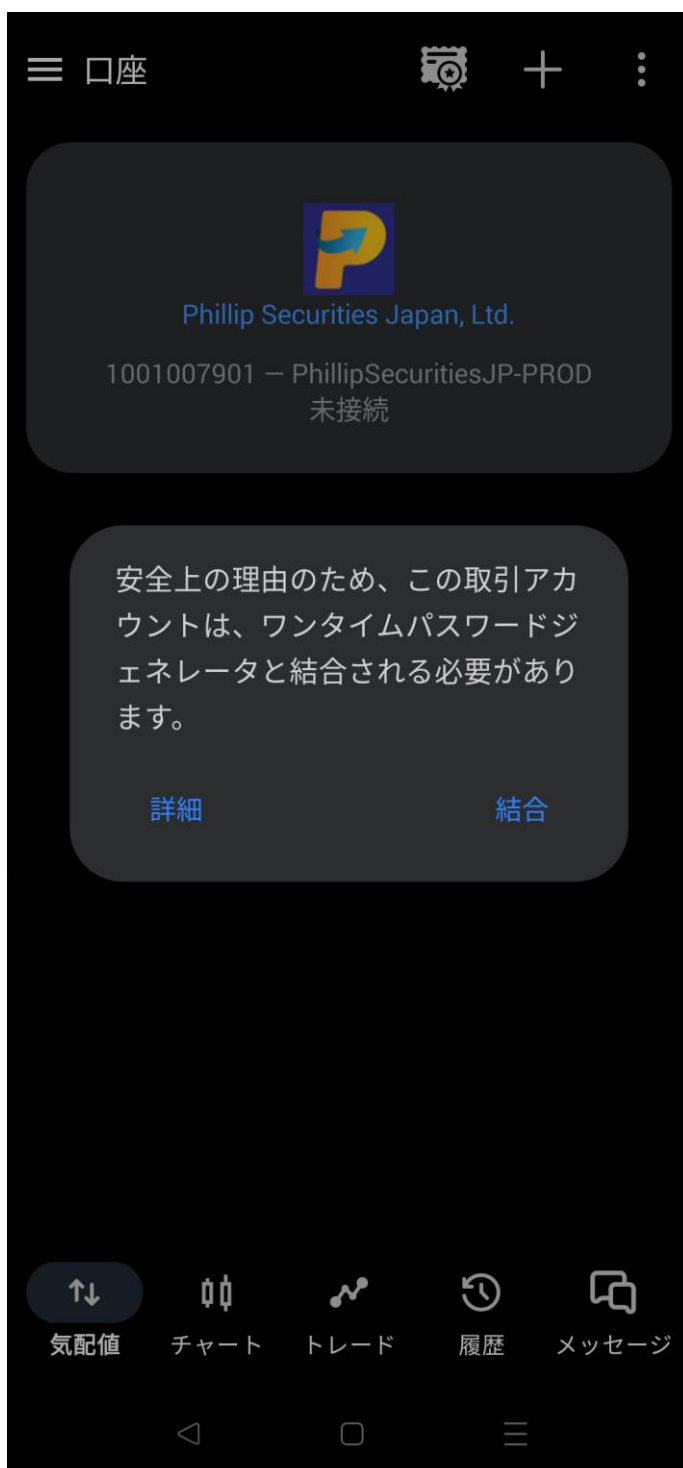 口座
Phillip Securities Japan, Ltd.
1001007901 — PhillipSecuritiesJP-PROD
未接続
安全上の理由のため、この取引アカ
ウントは、ワンタイムパスワードジ
ェネレータと結合される必要があり
ます。
詳細 結合
気配値 チャート トレード 履歴 メッセージ